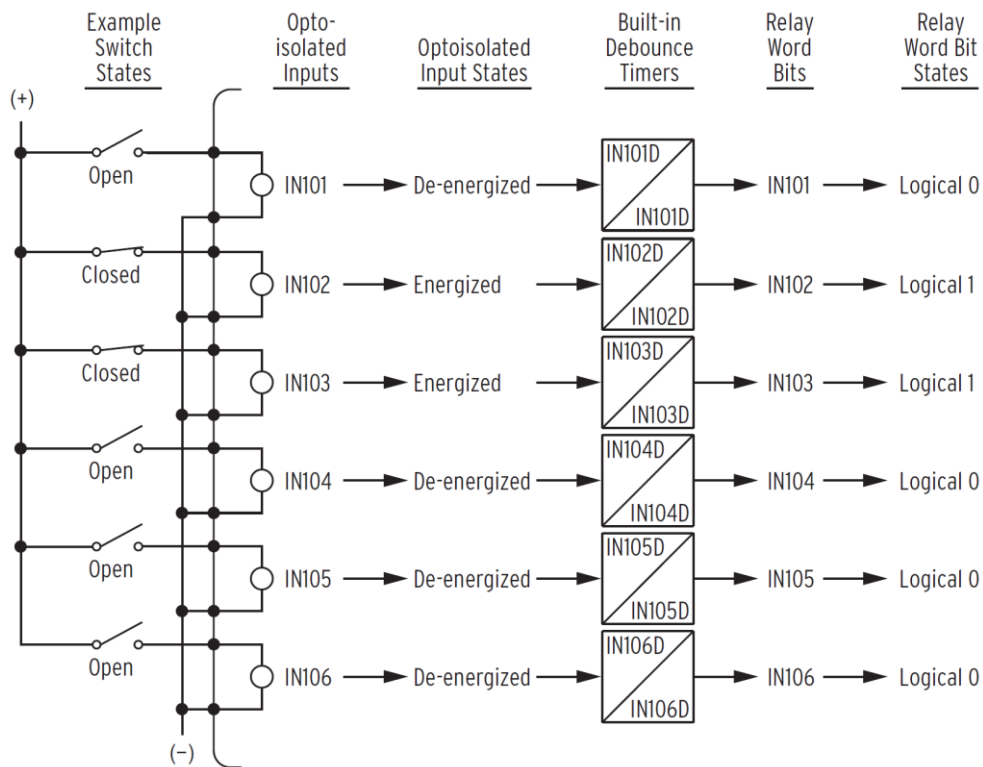 Example Switch States
Opto-isolated Inputs
Optoisolated Input States
Built-in Debounce Timers
Relay Word Bits
Relay Word Bit States
(+)
Open
IN101
De-energized
IN101D
IN101D
IN101
Logical 0
Closed
IN102
Energized
IN102D
IN102D
IN102
Logical 1
Closed
IN103
Energized
IN103D
IN103D
IN103
Logical 1
Open
IN104
De-energized
IN104D
IN104D
IN104
Logical 0
Open
IN105
De-energized
IN105D
IN105D
IN105
Logical 0
Open
IN106
De-energized
IN106D
IN106D
IN106
Logical 0
(−)